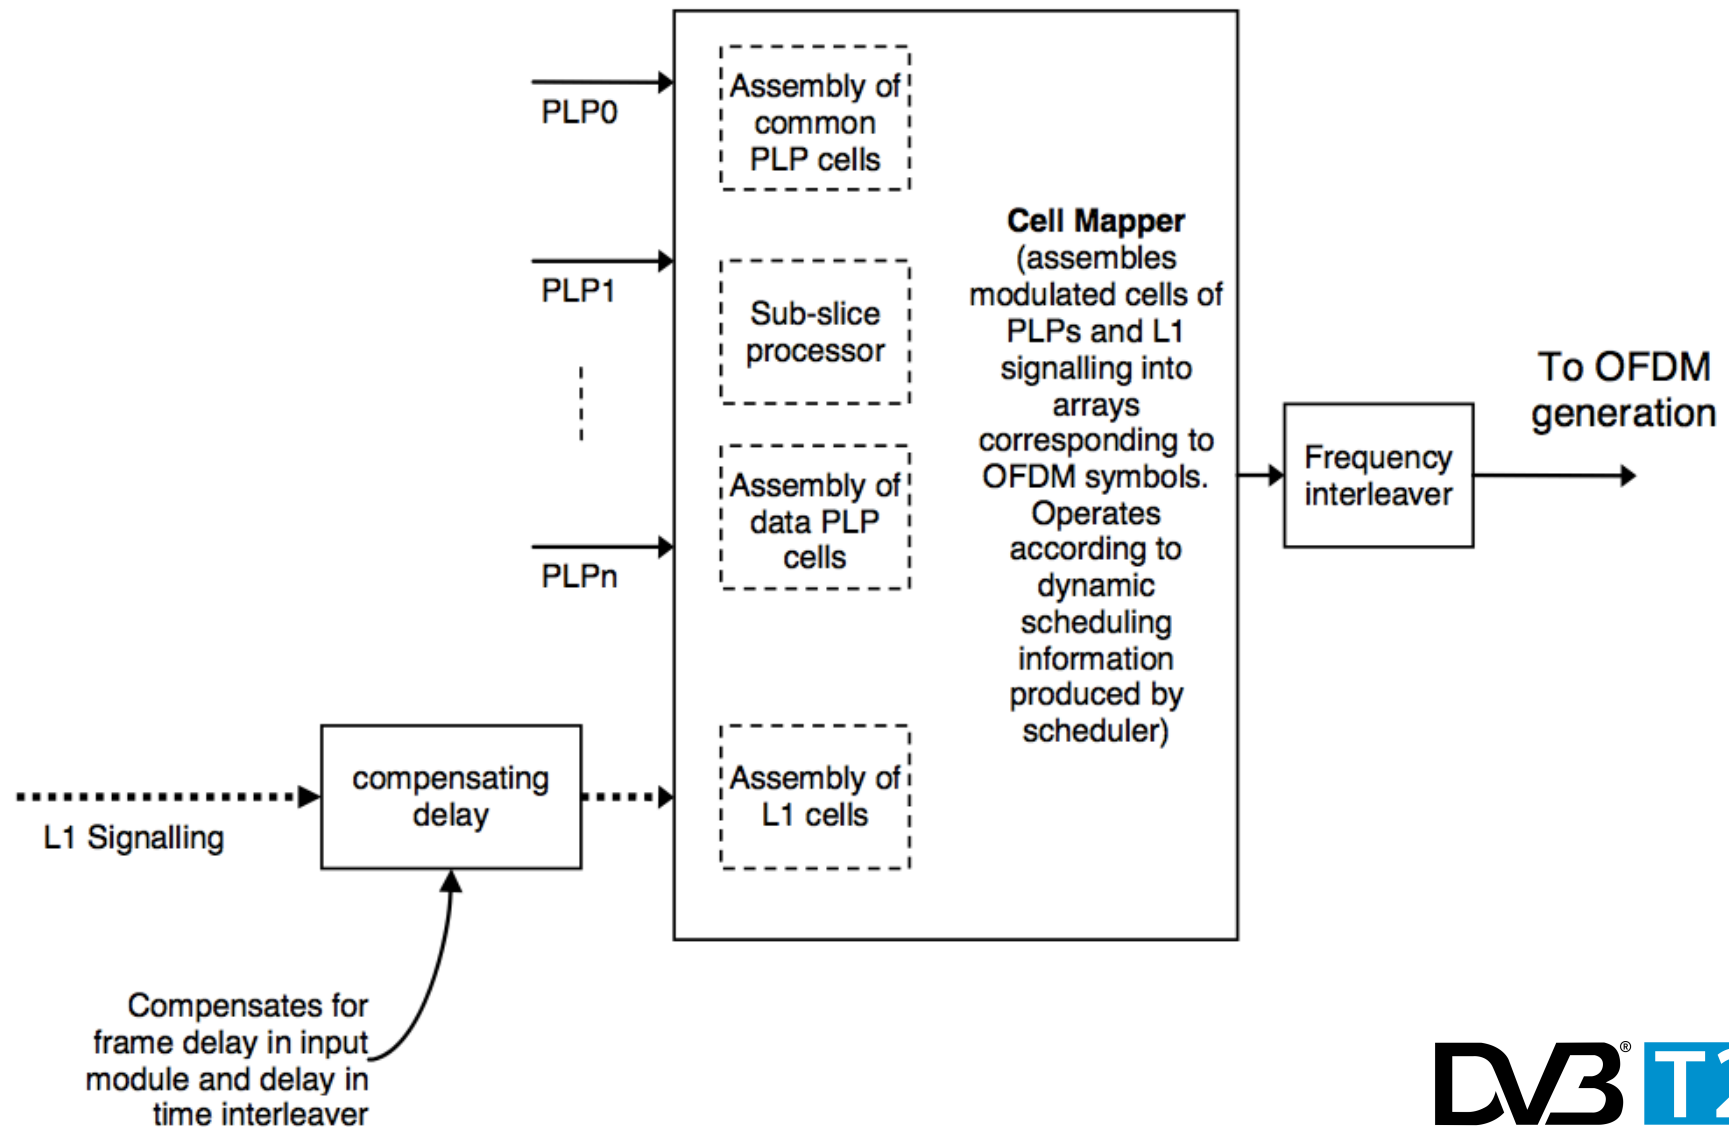 PLP0
PLP1
PLPn
Assembly of
common
PLP cells
Sub-slice
processor
Assembly of
data PLP
cells
Assembly of
L1 cells
Cell Mapper
(assembles
modulated cells of
PLPs and L1
signalling into
arrays
corresponding to
OFDM symbols.
Operates
according to
dynamic
scheduling
information
produced by
scheduler)
Frequency
interleaver
To OFDM
generation
L1 Signalling
compensating
delay
Compensates for
frame delay in input
module and delay in
time interleaver
DVB® T2